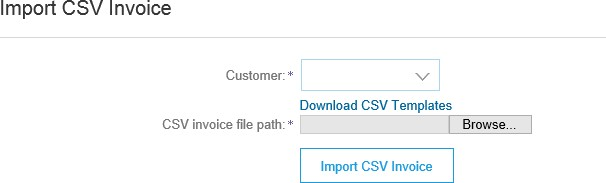 Import CSV Invoice
Customer:*
Download CSV Templates
CSV invoice file path:* Browse...
Import CSV Invoice